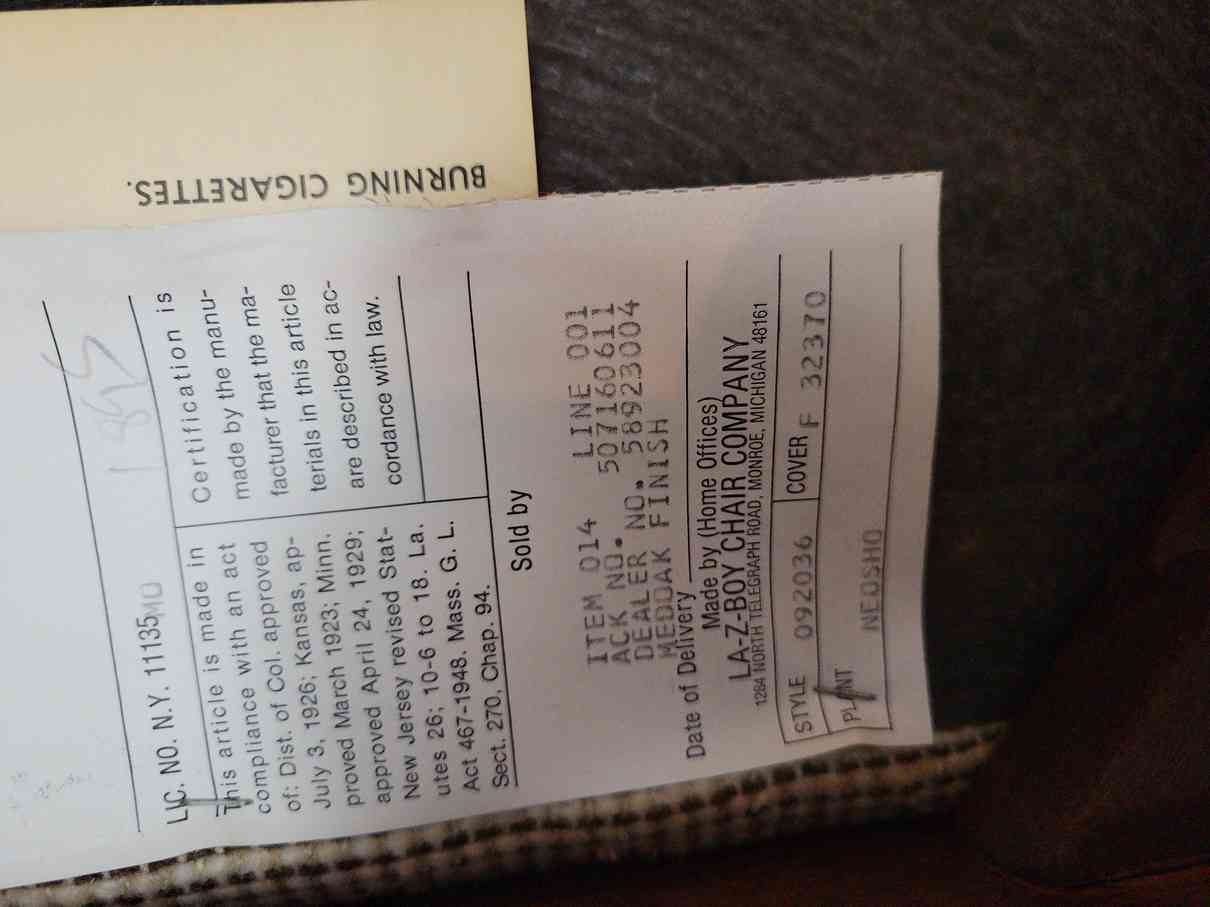 BURNING CIGARETTES.
LIC. NO. N.Y. 11135MO
This article is made in
compliance with an act
of: Dist. of Col. approved
July 3, 1926; Kansas, ap-
proved March 1923; Minn.
approved April 24, 1929;
New Jersey revised Stat-
utes 26; 10-6 to 18. La.
Act 467-1948. Mass. G. L.
Sect. 270, Chap. 94.
Certification is
made by the manu-
facturer that the ma-
terials in this article
are described in ac-
cordance with law.
Sold by
ITEM 014 LINE 001
ACK NO. 507160611
DEALER NO. 58923004
MEDOAK FINISH
Date of Delivery
Made by (Home Offices)
LA-Z-BOY CHAIR COMPANY
1284 NORTH TELEGRAPH ROAD, MONROE, MICHIGAN 48161
STYLE 092036 COVER F 32370
PLANT NEOSHO